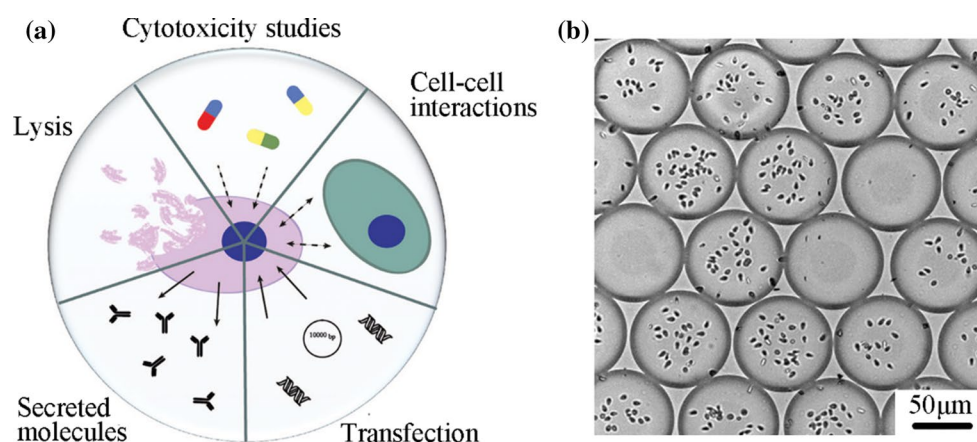 (a)
Cytotoxicity studies
Cell-cell
interactions
Lysis
10000 bp
Secreted
molecules
Transfection
(b)
50μm